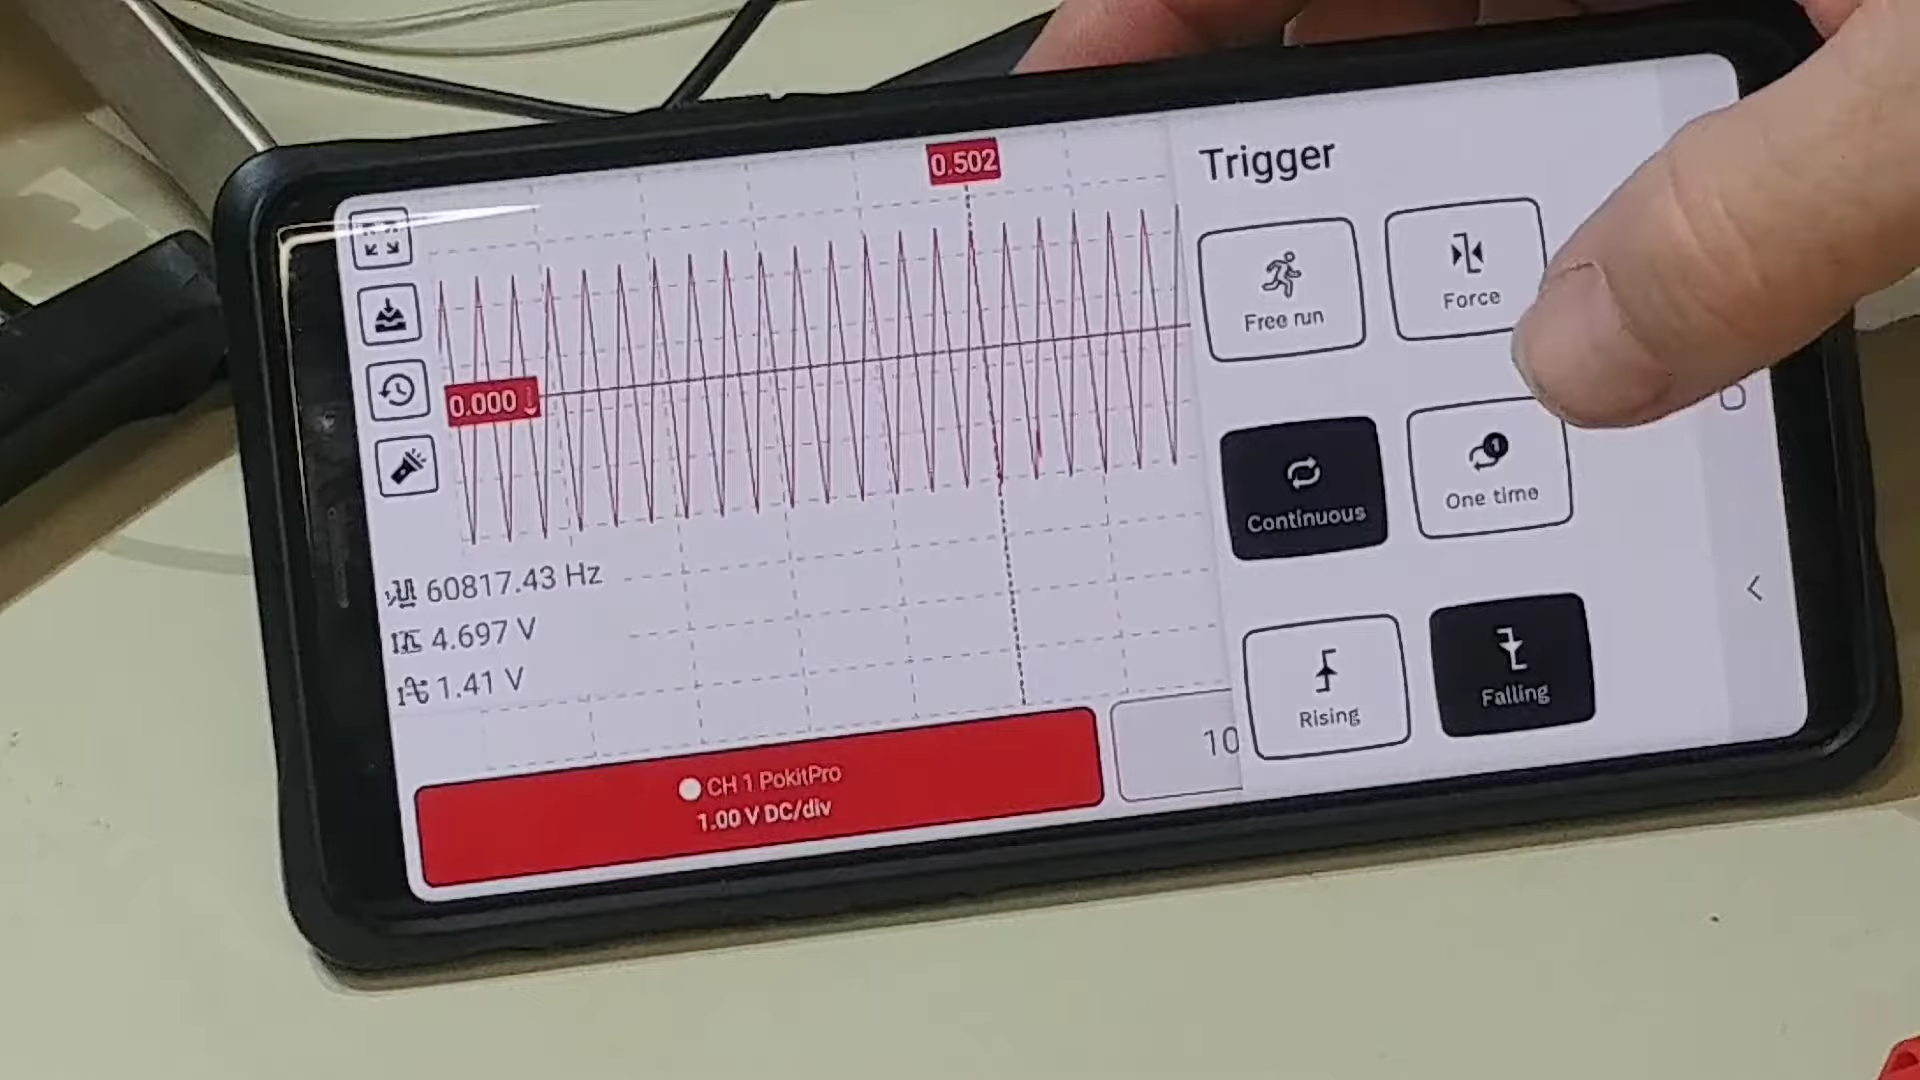 0.502
0.000
60817.43 Hz
4.697 V
1.41 V
CH 1 PokitPro
1.00 V DC/div
10
Trigger
Free run
Force
Continuous
1
One time
Rising
Falling